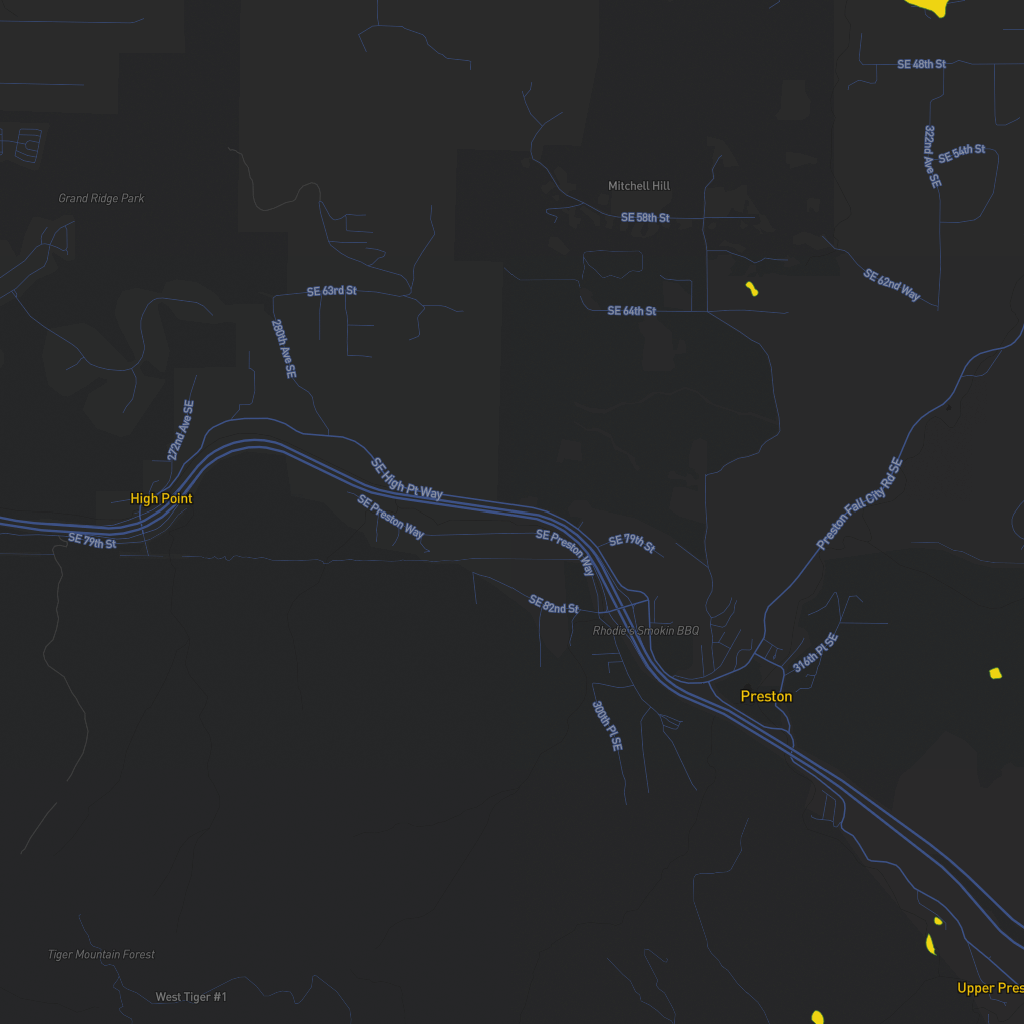 SE 48th St
322nd Ave SE
SE 54th St
Mitchell Hill
Grand Ridge Park
SE 58th St
SE 62nd Way
SE 63rd St
SE 64th St
280th Ave SE
272nd Ave SE
SE High Pt Way
Preston Fall City Rd SE
High Point
SE Preston Way
SE 79th St
SE Preston Way
SE 79th St
SE 82nd St
Rhodie's Smokin BBQ
316th Pl SE
Preston
300th Pl SE
Tiger Mountain Forest
West Tiger #1